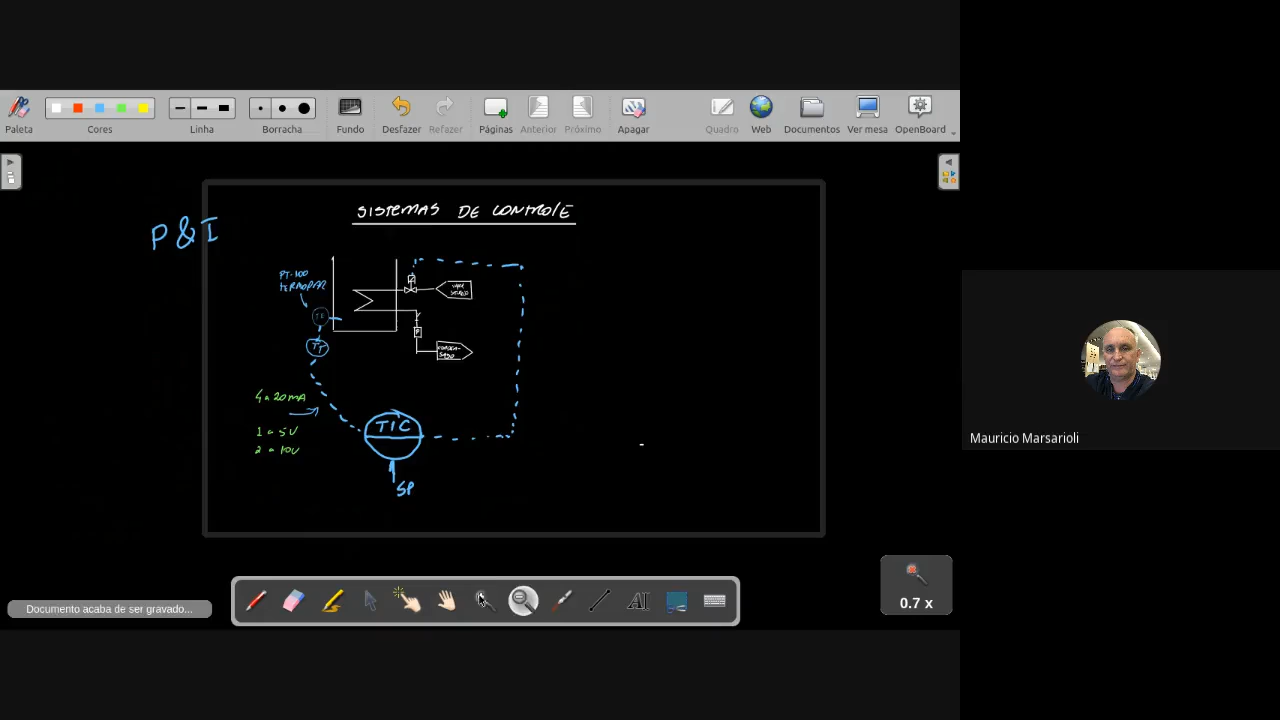 Paleta
Cores
Linha
Borracha
Fundo
Desfazer
Refazer
Páginas
Anterior
Próximo
Apagar
Quadro
Web
Documentos
Ver mesa
OpenBoard
SISTEMAS DE CONTROLE
P & I
PT-100
TERMOPAR
TE
TT
4 a 20mA
1 a 5V
2 a 10V
TIC
SP
Mauricio Marsarioli
AI
Documento acaba de ser gravado...
0.7 x